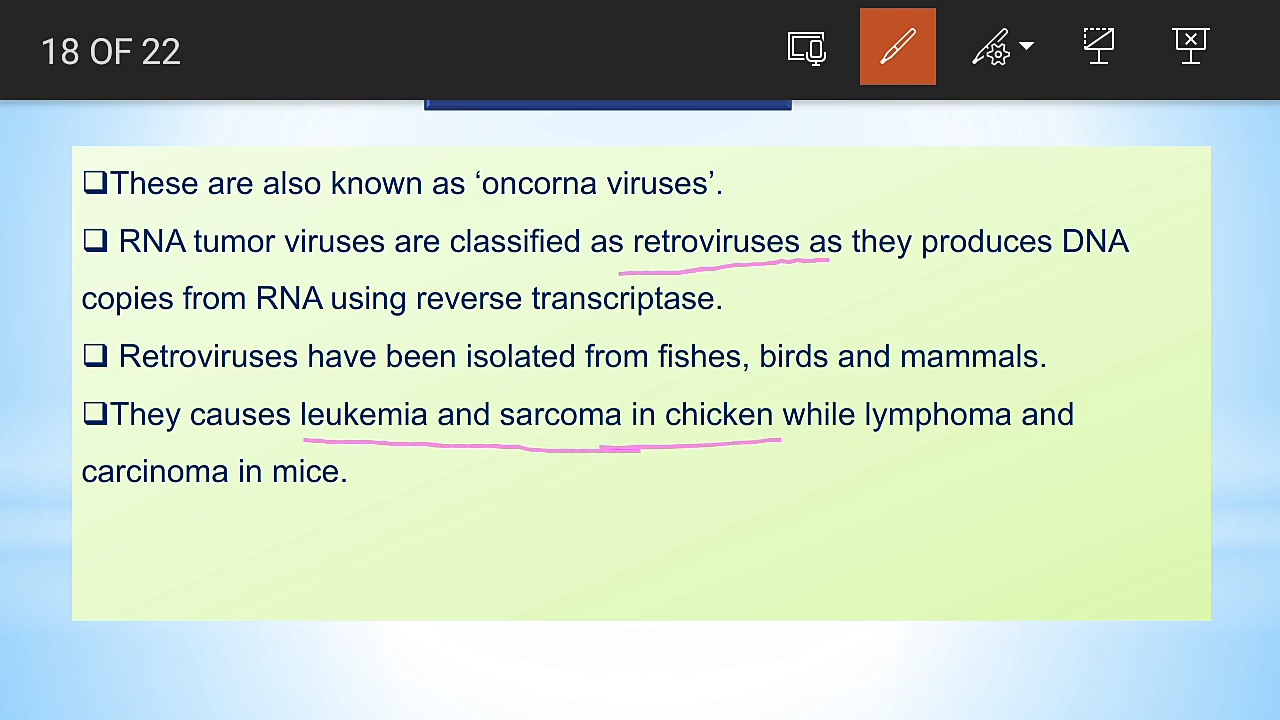 18 OF 22
❑These are also known as ‘oncorna viruses’.
❑ RNA tumor viruses are classified as retroviruses as they produces DNA
copies from RNA using reverse transcriptase.
❑ Retroviruses have been isolated from fishes, birds and mammals.
❑They causes leukemia and sarcoma in chicken while lymphoma and
carcinoma in mice.